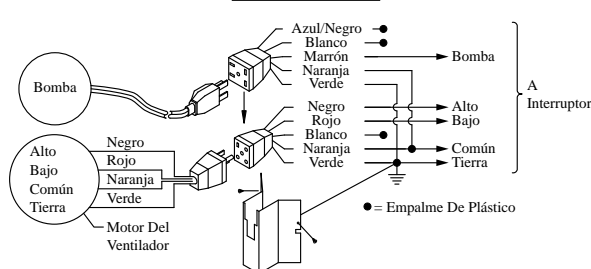 Azul/Negro
Blanco
Marrón
Naranja
Verde
Bomba
Bomba
A
Interruptor
Negro
Rojo
Blanco
Naranja
Verde
Alto
Bajo
Común
Tierra
Alto
Bajo
Común
Tierra
Negro
Rojo
Naranja
Verde
Motor Del
Ventilador
= Empalme De Plástico